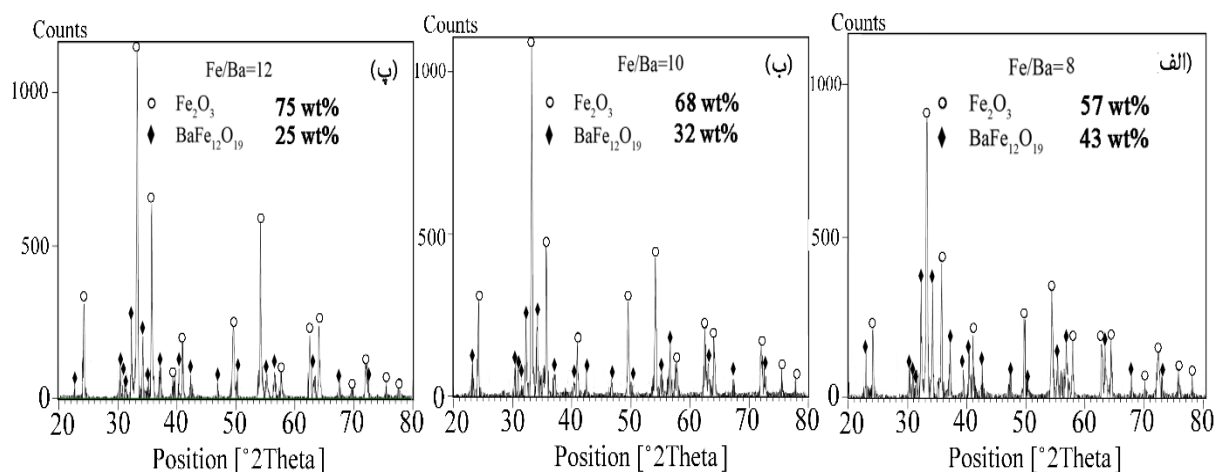 Counts
(پ)
Fe/Ba=12
Fe₂O₃ 75 wt%
BaFe₁₂O₁₉ 25 wt%
1000
500
0
20 30 40 50 60 70 80
Position [˚2Theta]
Counts
(ب)
Fe/Ba=10
Fe₂O₃ 68 wt%
BaFe₁₂O₁₉ 32 wt%
1000
500
0
20 30 40 50 60 70 80
Position [˚2Theta]
Counts
(الف
Fe/Ba=8
Fe₂O₃ 57 wt%
BaFe₁₂O₁₉ 43 wt%
1000
500
0
20 30 40 50 60 70 80
Position [˚2Theta]